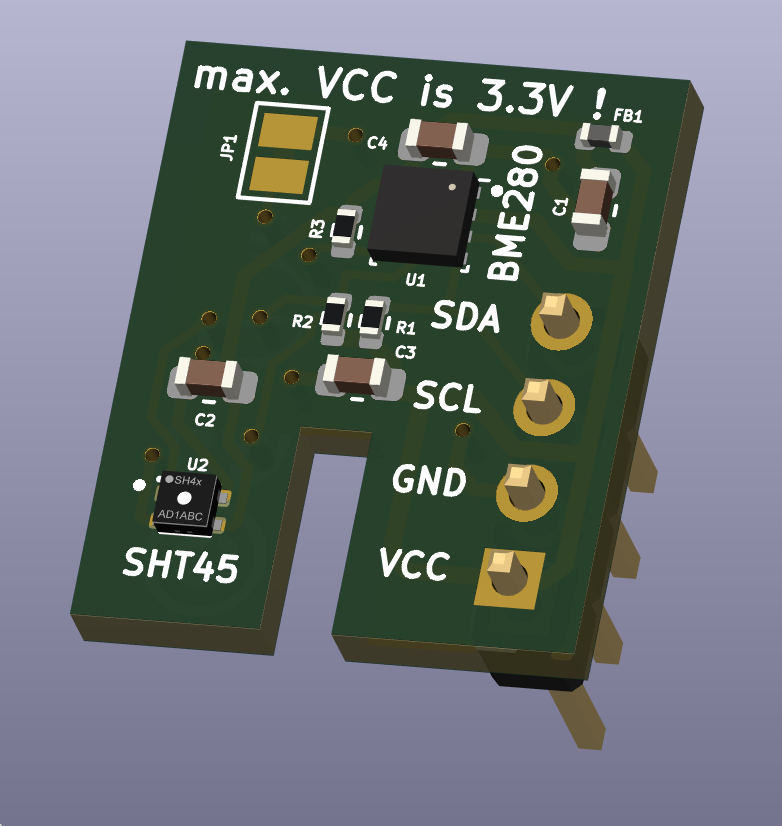 max. VCC is 3.3V !
FB1
JP1
C4
BME280
C1
R3
U1
SDA
R2
R1
C3
SCL
C2
GND
U2
SH4x
AD1ABC
VCC
SHT45